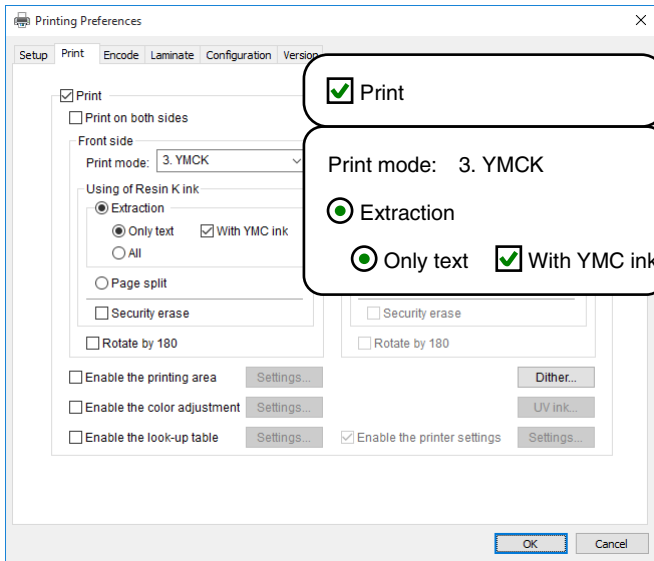 Printing Preferences
Setup Print Encode Laminate Configuration Version
Print
Print on both sides
Front side
Print mode: 3. YMCK
Using of Resin K ink
Extraction
Only text With YMC ink
All
Page split
Security erase
Rotate by 180
Print
Print mode: 3. YMCK
Extraction
Only text With YMC ink
Security erase
Rotate by 180
Enable the printing area Settings... Dither...
Enable the color adjustment Settings... UV ink...
Enable the look-up table Settings... Enable the printer settings Settings...
OK Cancel